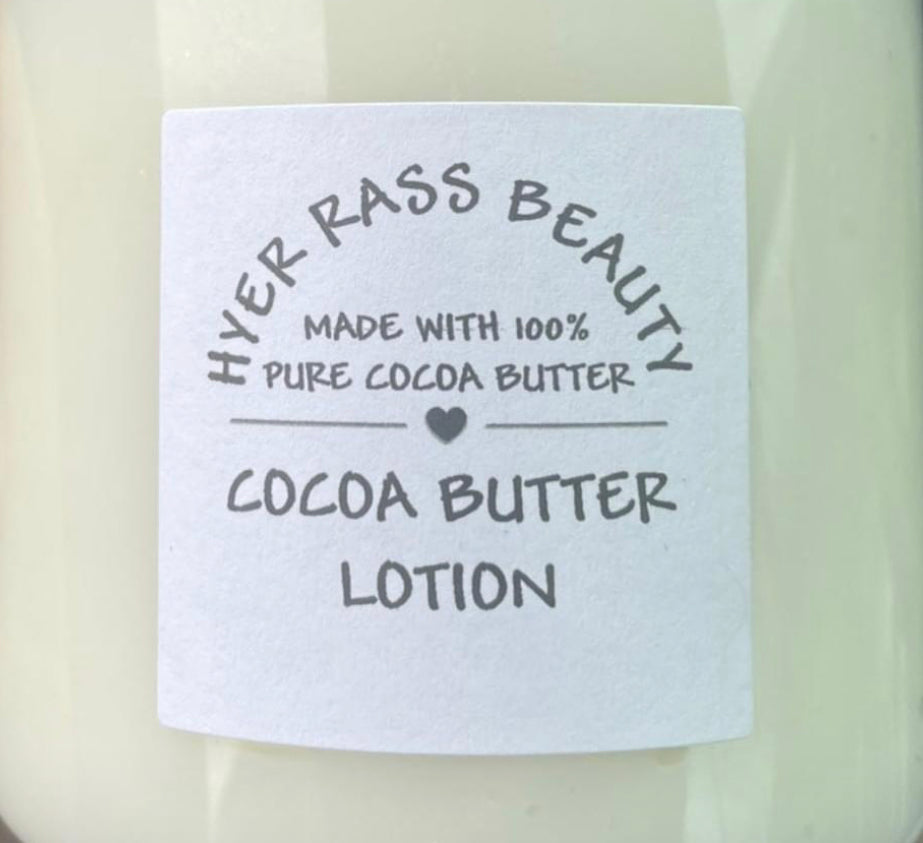 HYER RASS BEAUTY
MADE WITH 100%
PURE COCOA BUTTER
COCOA BUTTER
LOTION